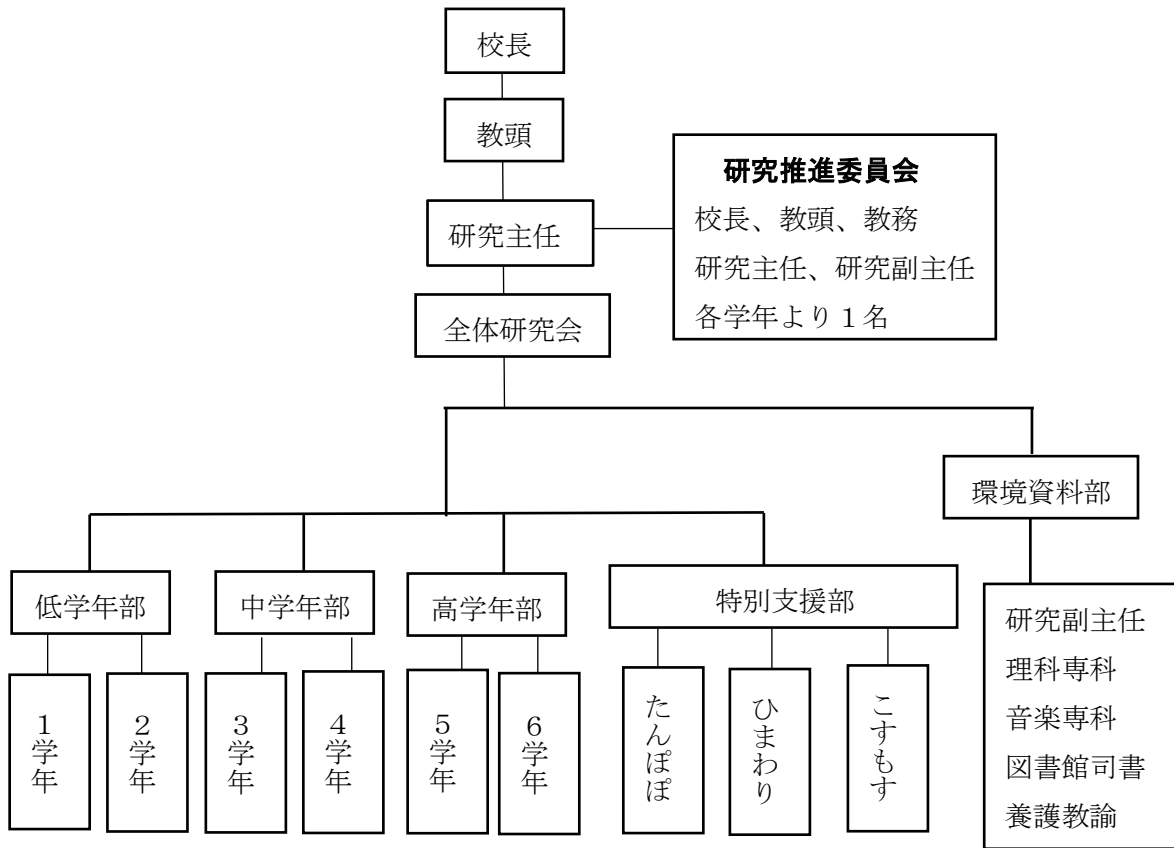 校長
教頭
研究推進委員会
校長、教頭、教務
研究主任、研究副主任
各学年より１名
研究主任
全体研究会
環境資料部
低学年部
中学年部
高学年部
特別支援部
研究副主任
理科専科
音楽専科
図書館司書
養護教諭
１学年
２学年
３学年
４学年
５学年
６学年
たんぽぽ
ひまわり
こすもす